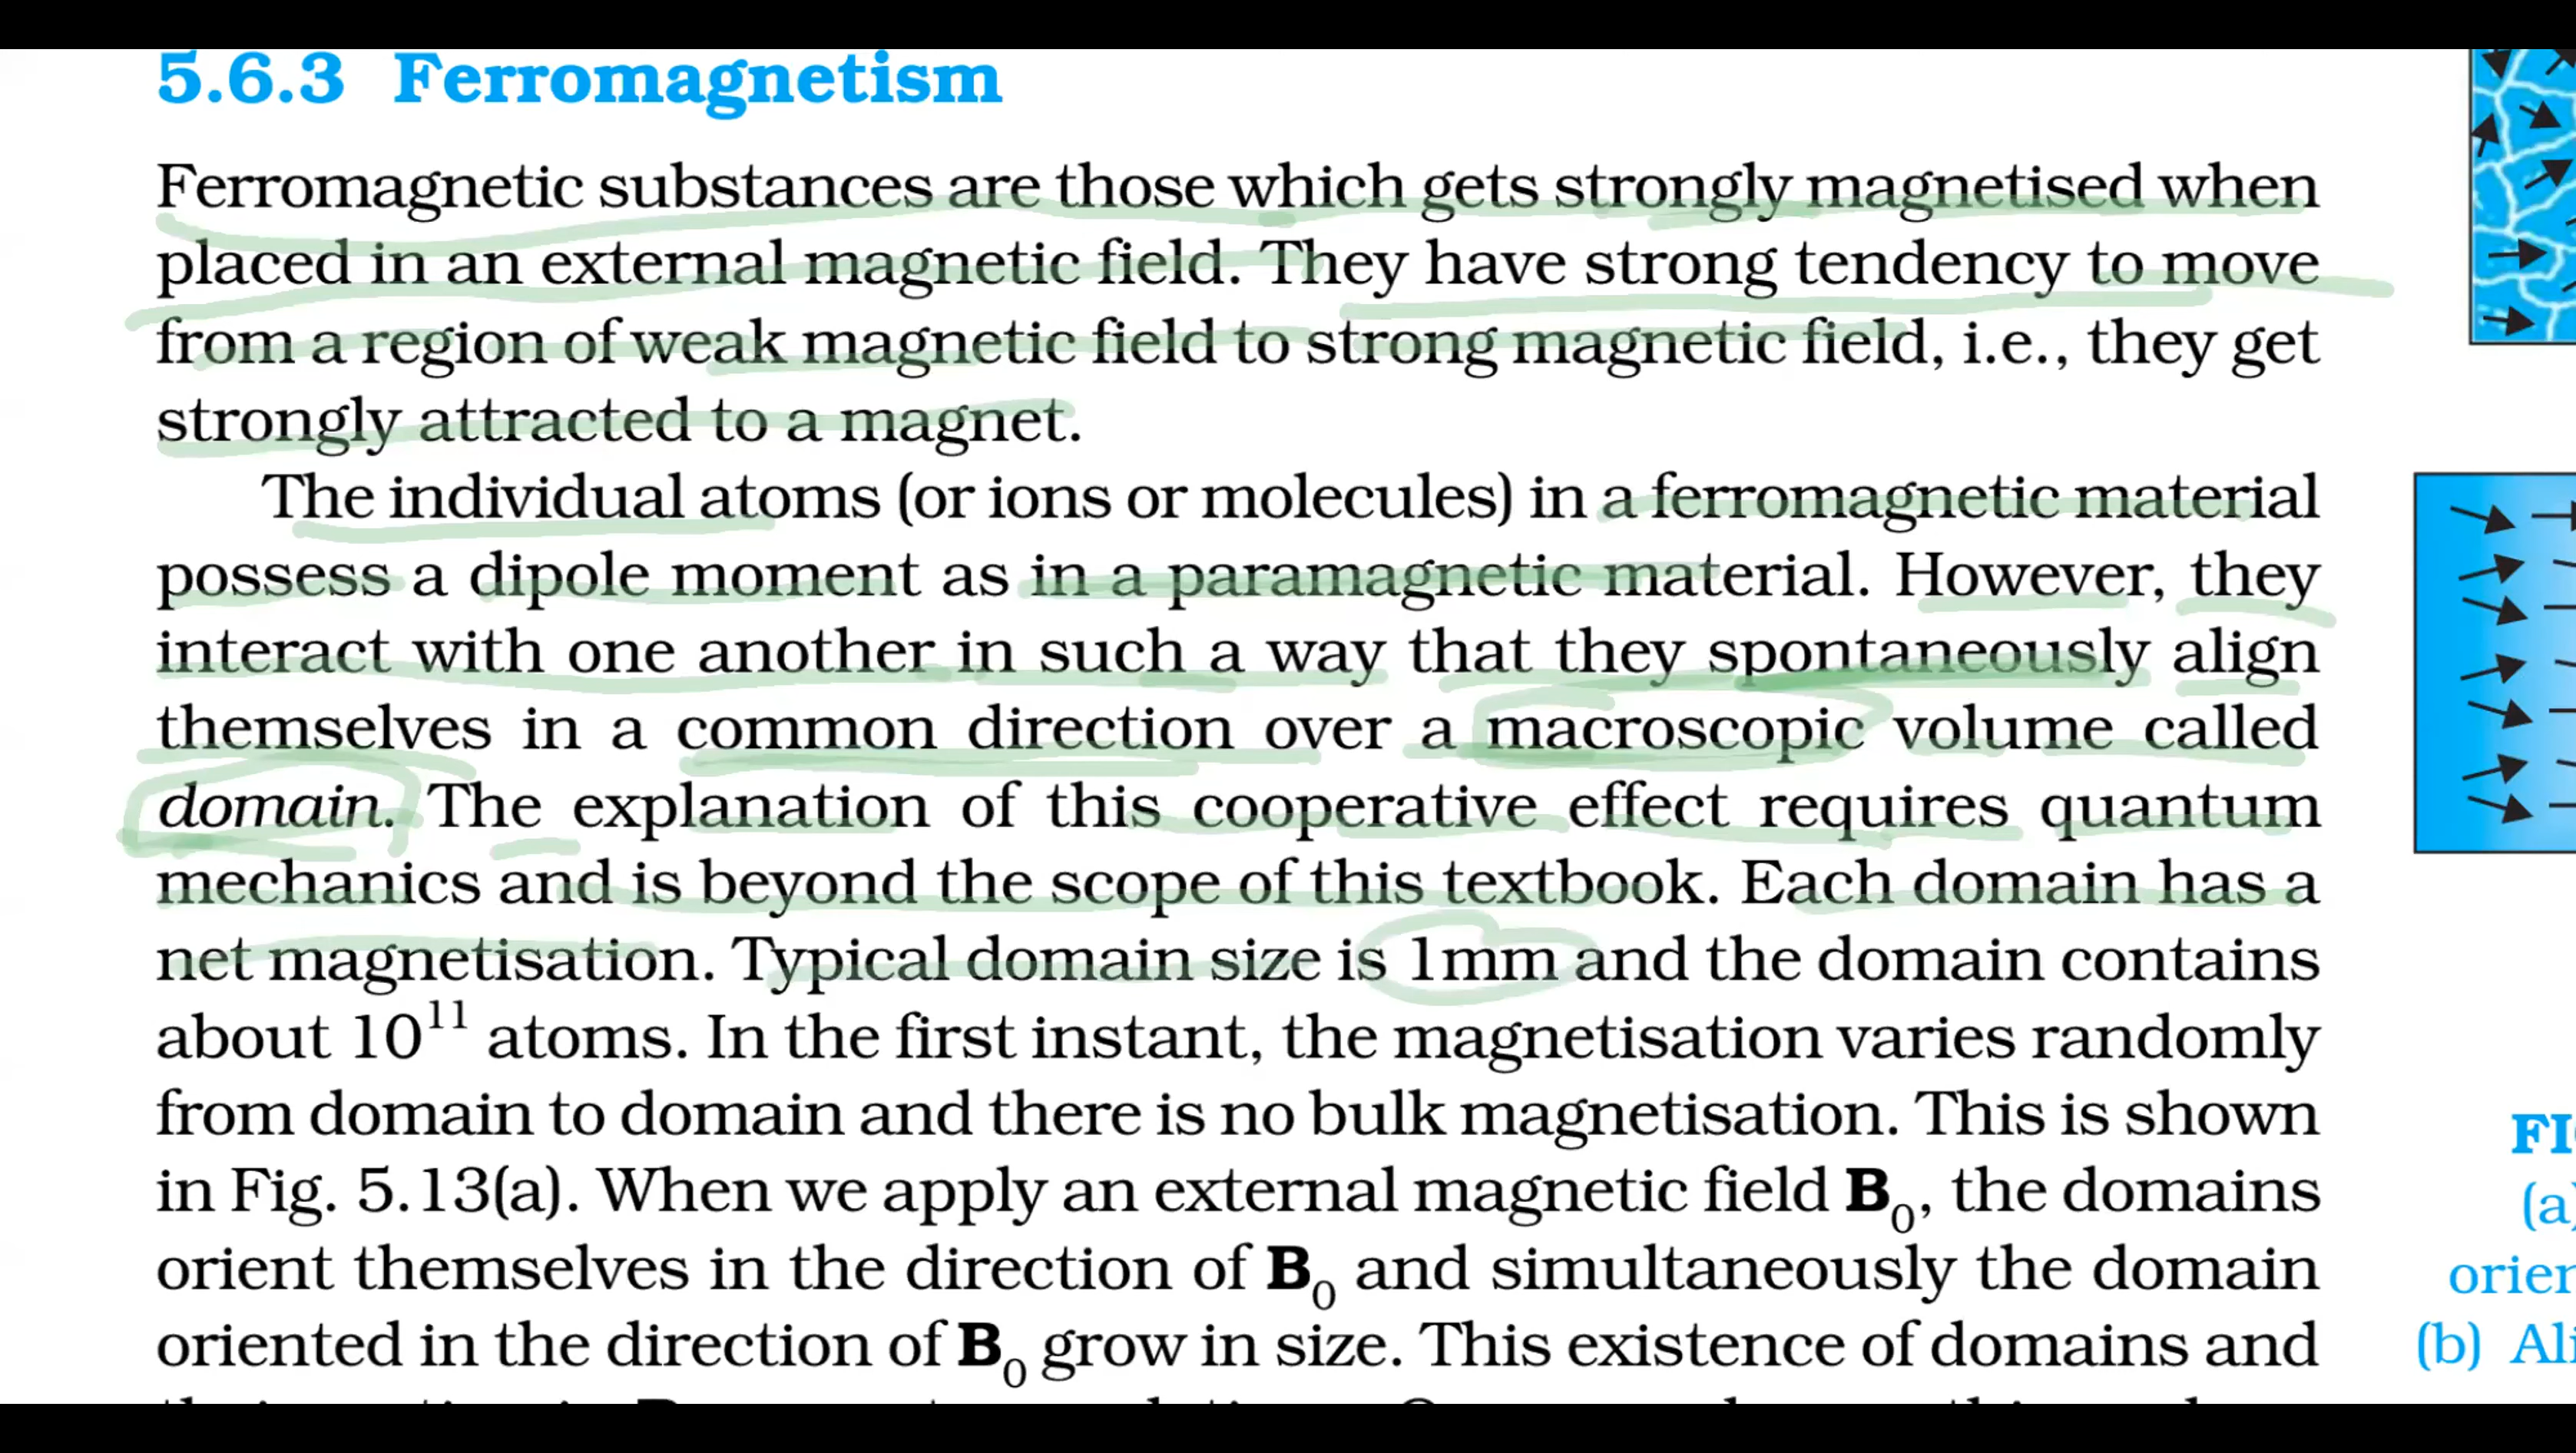 5.6.3 Ferromagnetism
Ferromagnetic substances are those which gets strongly magnetised when
placed in an external magnetic field. They have strong tendency to move
from a region of weak magnetic field to strong magnetic field, i.e., they get
strongly attracted to a magnet.
The individual atoms (or ions or molecules) in a ferromagnetic material
possess a dipole moment as in a paramagnetic material. However, they
interact with one another in such a way that they spontaneously align
themselves in a common direction over a macroscopic volume called
domain. The explanation of this cooperative effect requires quantum
mechanics and is beyond the scope of this textbook. Each domain has a
net magnetisation. Typical domain size is 1mm and the domain contains
about 10¹¹ atoms. In the first instant, the magnetisation varies randomly
from domain to domain and there is no bulk magnetisation. This is shown
in Fig. 5.13(a). When we apply an external magnetic field B₀, the domains
orient themselves in the direction of B₀ and simultaneously the domain
oriented in the direction of B₀ grow in size. This existence of domains and
(a)
(b) Ali